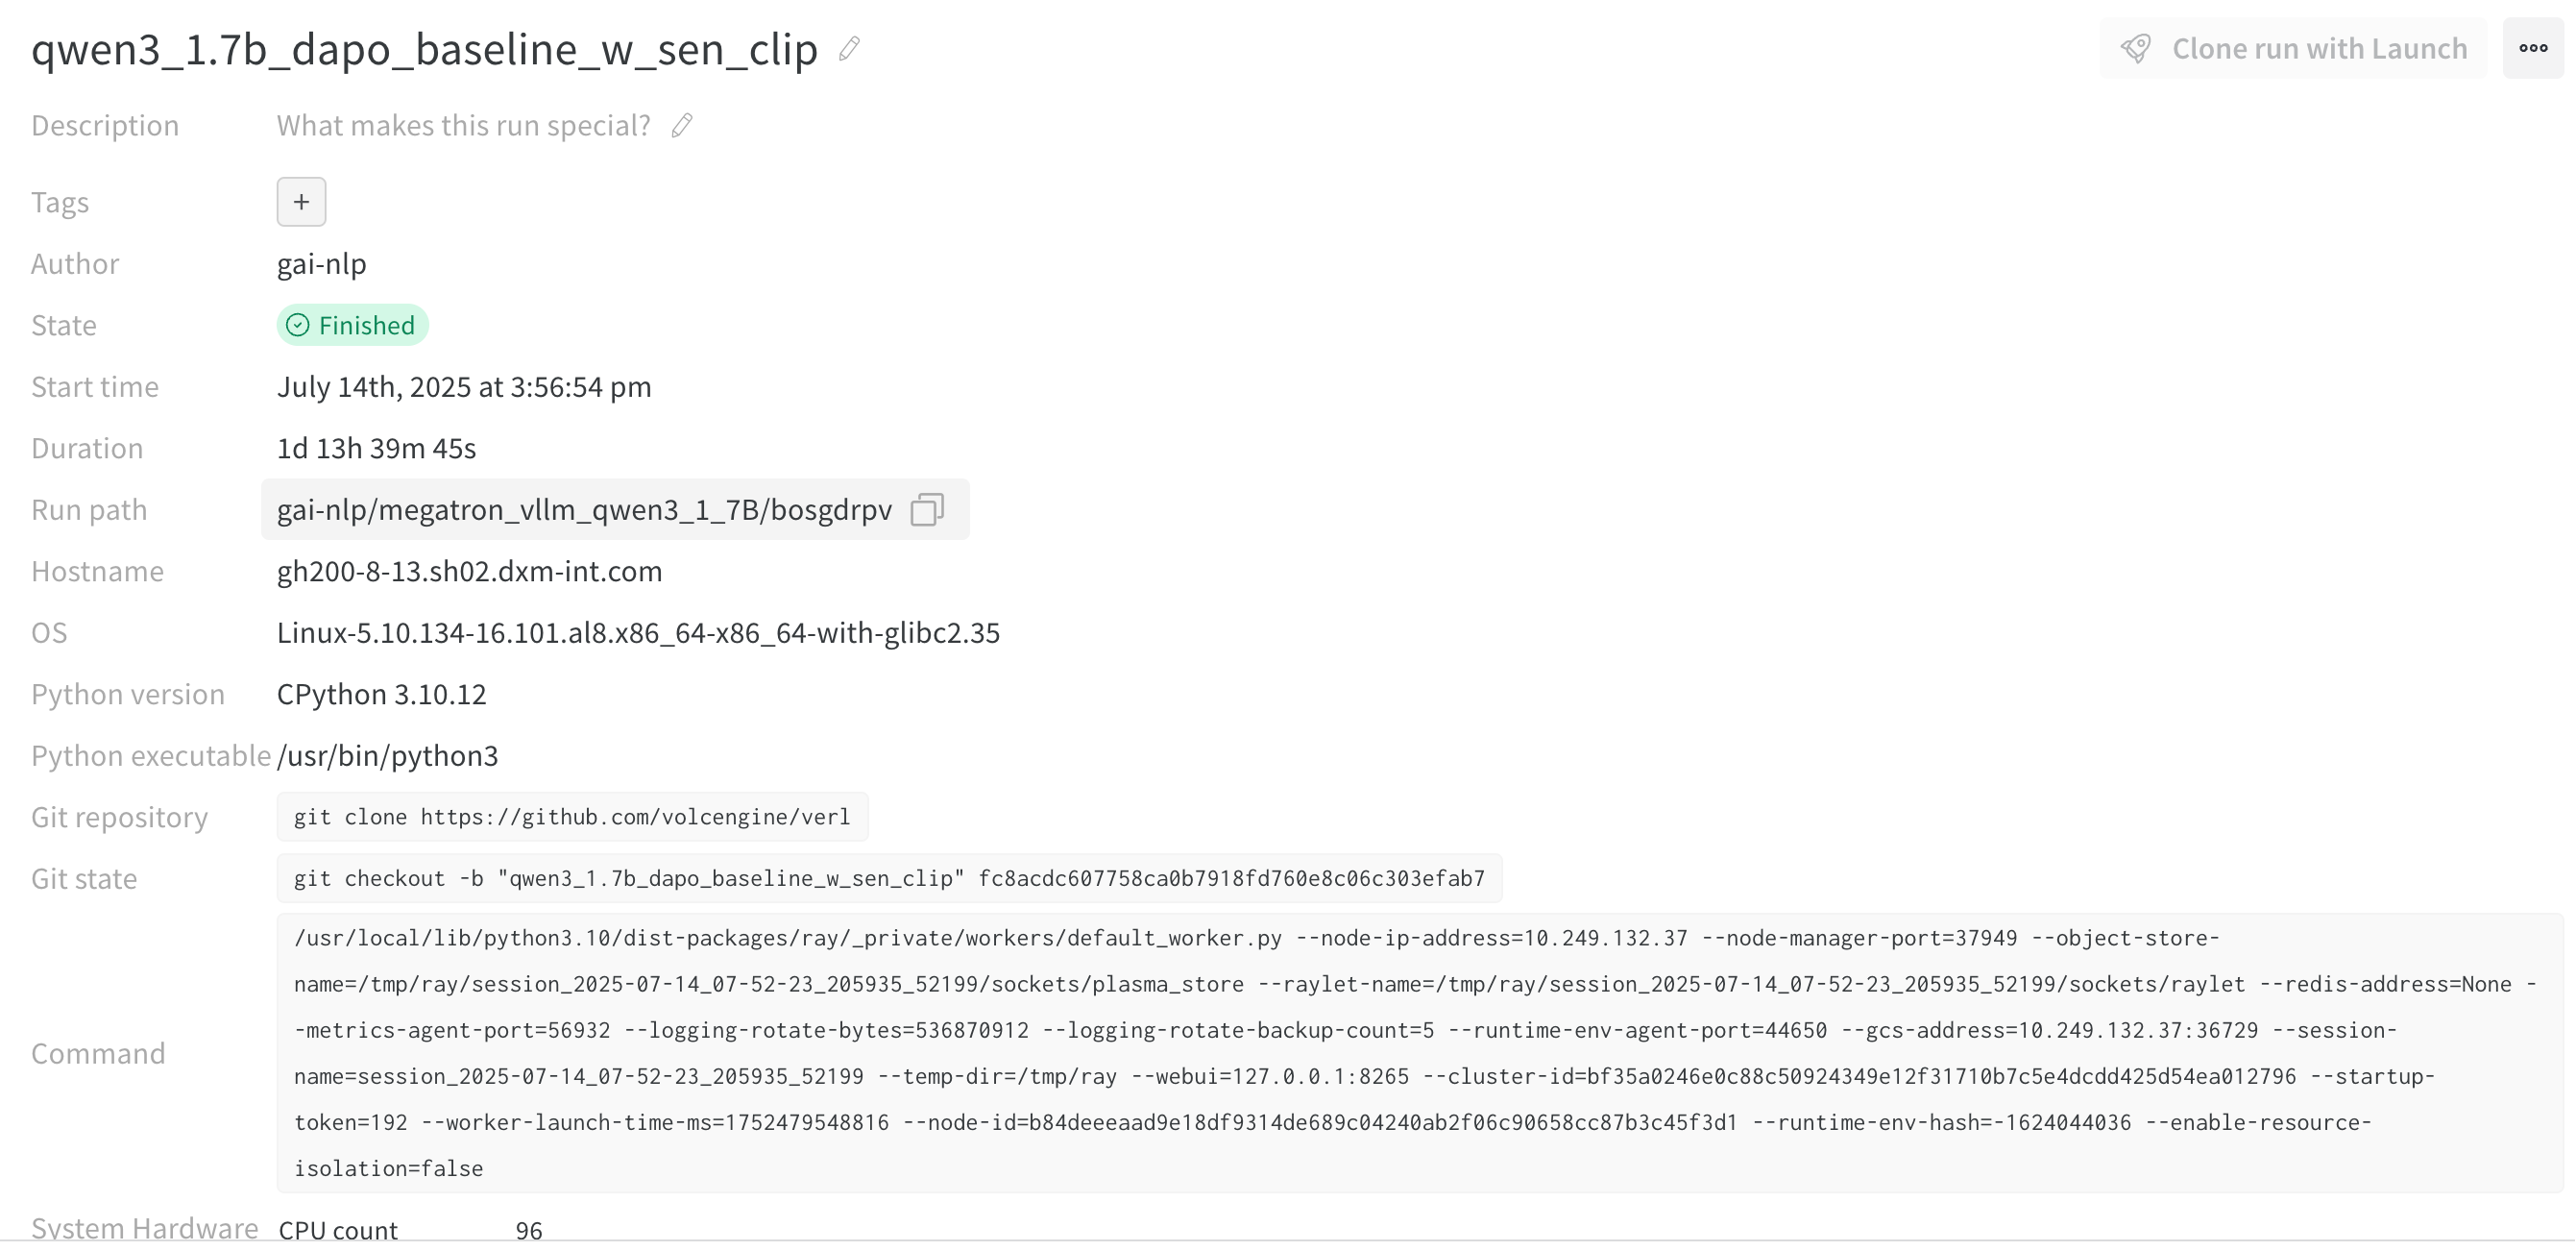 qwen3_1.7b_dapo_baseline_w_sen_clip
Clone run with Launch
Description What makes this run special?
Tags +
Author gai-nlp
State Finished
Start time July 14th, 2025 at 3:56:54 pm
Duration 1d 13h 39m 45s
Run path gai-nlp/megatron_vllm_qwen3_1_7B/bosgdrpv
Hostname gh200-8-13.sh02.dxm-int.com
OS Linux-5.10.134-16.101.al8.x86_64-x86_64-with-glibc2.35
Python version CPython 3.10.12
Python executable /usr/bin/python3
Git repository git clone https://github.com/volcengine/verl
Git state git checkout -b "qwen3_1.7b_dapo_baseline_w_sen_clip" fc8acdc607758ca0b7918fd760e8c06c303efab7
Command
/usr/local/lib/python3.10/dist-packages/ray/_private/workers/default_worker.py --node-ip-address=10.249.132.37 --node-manager-port=37949 --object-store-
name=/tmp/ray/session_2025-07-14_07-52-23_205935_52199/sockets/plasma_store --raylet-name=/tmp/ray/session_2025-07-14_07-52-23_205935_52199/sockets/raylet --redis-address=None -
-metrics-agent-port=56932 --logging-rotate-bytes=536870912 --logging-rotate-backup-count=5 --runtime-env-agent-port=44650 --gcs-address=10.249.132.37:36729 --session-
name=session_2025-07-14_07-52-23_205935_52199 --temp-dir=/tmp/ray --webui=127.0.0.1:8265 --cluster-id=bf35a0246e0c88c50924349e12f31710b7c5e4dcdd425d54ea012796 --startup-
token=192 --worker-launch-time-ms=1752479548816 --node-id=b84deeeaad9e18df9314de689c04240ab2f06c90658cc87b3c45f3d1 --runtime-env-hash=-1624044036 --enable-resource-
isolation=false
System Hardware CPU count 96